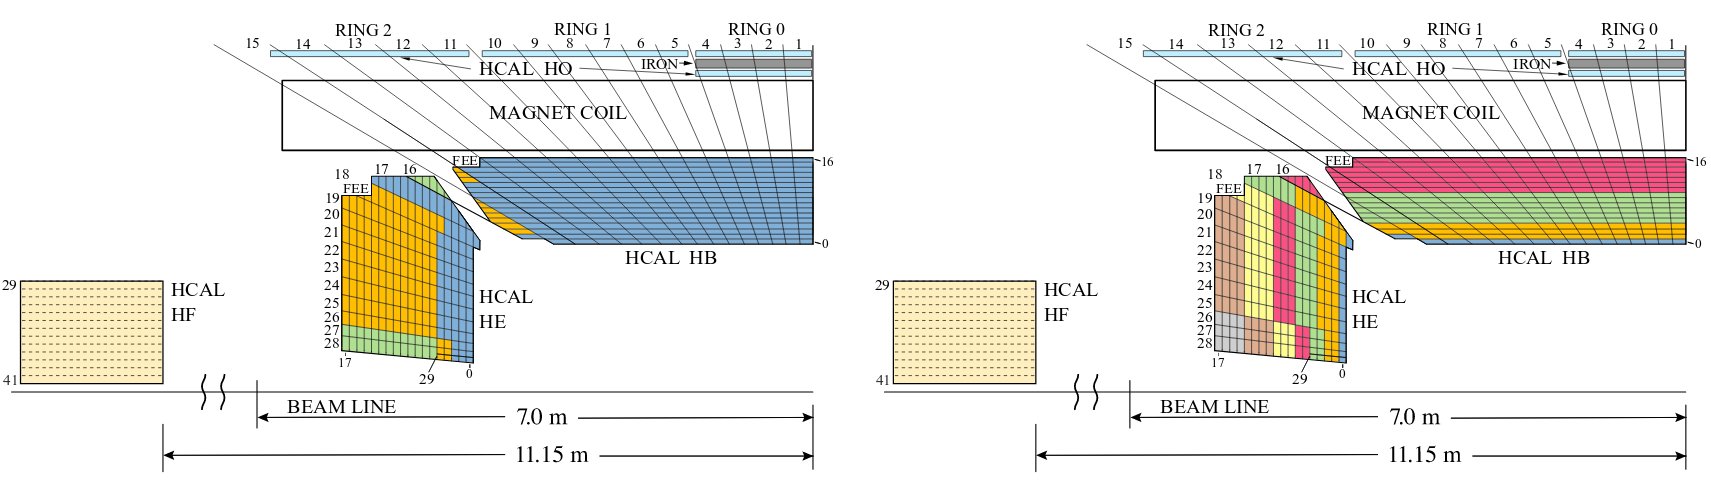 RING 2 RING 1 RING 0
15 14 13 12 11 10 9 8 7 6 5 4 3 2 1
HCAL HO IRON
MAGNET COIL
FEE 16
18 17 16
FEE
19
20
21
22
23
24
25
26
27
28
17
29
0
0
HCAL HB
HCAL
HE
29
HCAL
HF
41
BEAM LINE
7.0 m
11.15 m
RING 2 RING 1 RING 0
15 14 13 12 11 10 9 8 7 6 5 4 3 2 1
HCAL HO IRON
MAGNET COIL
FEE 16
18 17 16
FEE
19
20
21
22
23
24
25
26
27
28
17
29
0
0
HCAL HB
HCAL
HE
29
HCAL
HF
41
BEAM LINE
7.0 m
11.15 m